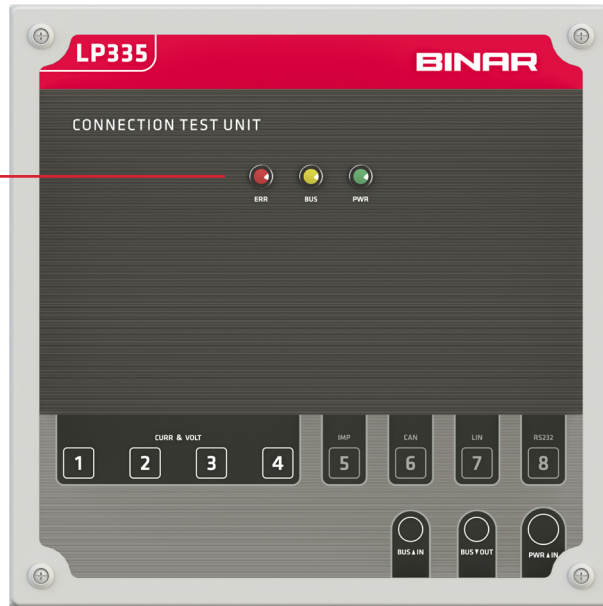 LP335
BINAR
CONNECTION TEST UNIT
ERR BUS PWR
CURR & VOLT IMP CAN LIN RS232
1 2 3 4 5 6 7 8
BUS▲IN BUS▼OUT PWR▲IN